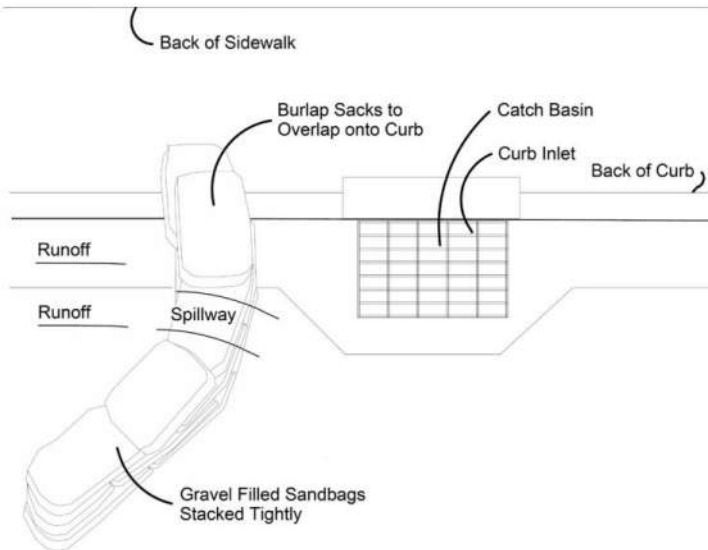 Back of Sidewalk
Burlap Sacks to
Overlap onto Curb
Catch Basin
Curb Inlet
Back of Curb
Runoff
Runoff
Spillway
Gravel Filled Sandbags
Stacked Tightly